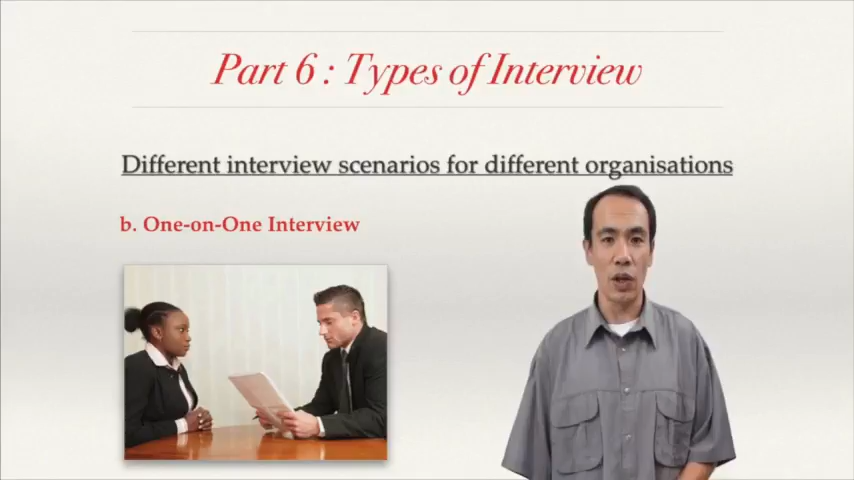 Part 6 : Types of Interview
Different interview scenarios for different organisations
b. One-on-One Interview